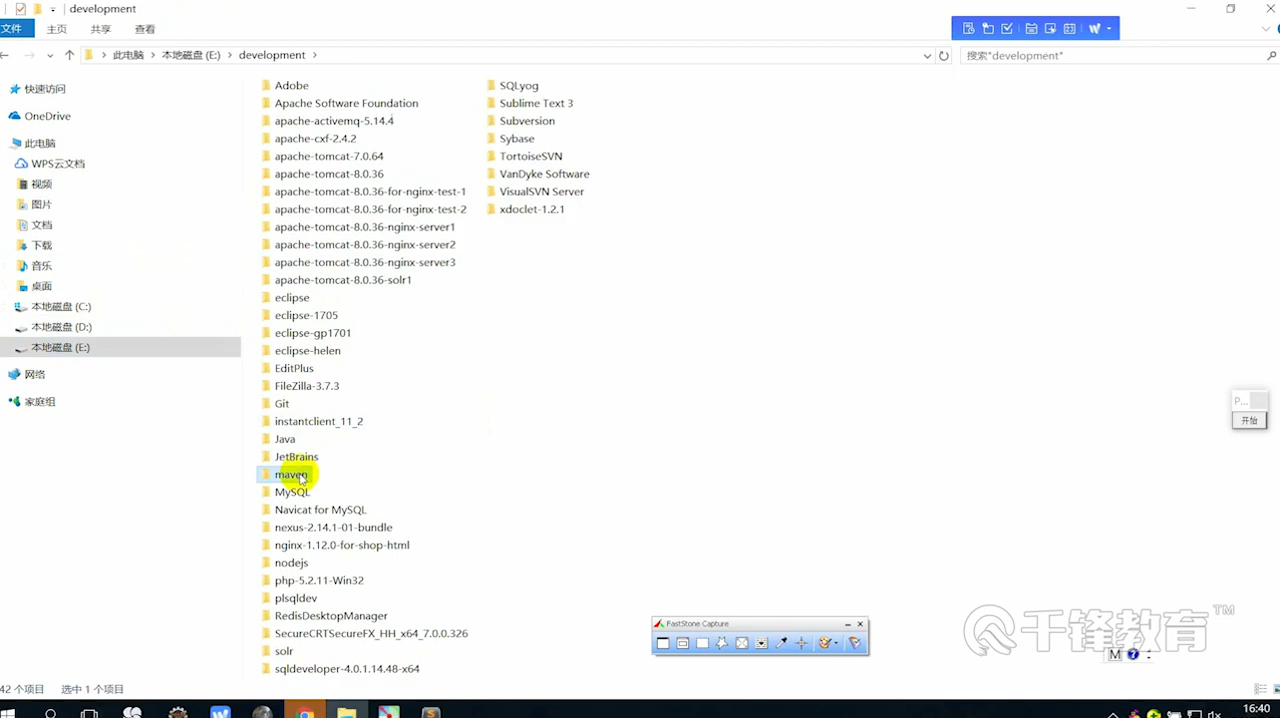 development
文件 主页 共享 查看
此电脑 本地磁盘 (E:) development
搜索"development"
快速访问
OneDrive
此电脑
WPS云文档
视频
图片
文档
下载
音乐
桌面
本地磁盘 (C:)
本地磁盘 (D:)
本地磁盘 (E:)
网络
家庭组
Adobe
Apache Software Foundation
apache-activemq-5.14.4
apache-cxf-2.4.2
apache-tomcat-7.0.64
apache-tomcat-8.0.36
apache-tomcat-8.0.36-for-nginx-test-1
apache-tomcat-8.0.36-for-nginx-test-2
apache-tomcat-8.0.36-nginx-server1
apache-tomcat-8.0.36-nginx-server2
apache-tomcat-8.0.36-nginx-server3
apache-tomcat-8.0.36-solr1
eclipse
eclipse-1705
eclipse-gp1701
eclipse-helen
EditPlus
FileZilla-3.7.3
Git
instantclient_11_2
Java
JetBrains
maven
MySQL
Navicat for MySQL
nexus-2.14.1-01-bundle
nginx-1.12.0-for-shop-html
nodejs
php-5.2.11-Win32
plsqldev
RedisDesktopManager
SecureCRTSecureFX_HH_x64_7.0.0.326
solr
sqldeveloper-4.0.1.14.48-x64
SQLyog
Sublime Text 3
Subversion
Sybase
TortoiseSVN
VanDyke Software
VisualSVN Server
xdoclet-1.2.1
P...
开始
FastStone Capture
千锋教育 TM
M
42 个项目 选中 1 个项目
16:40